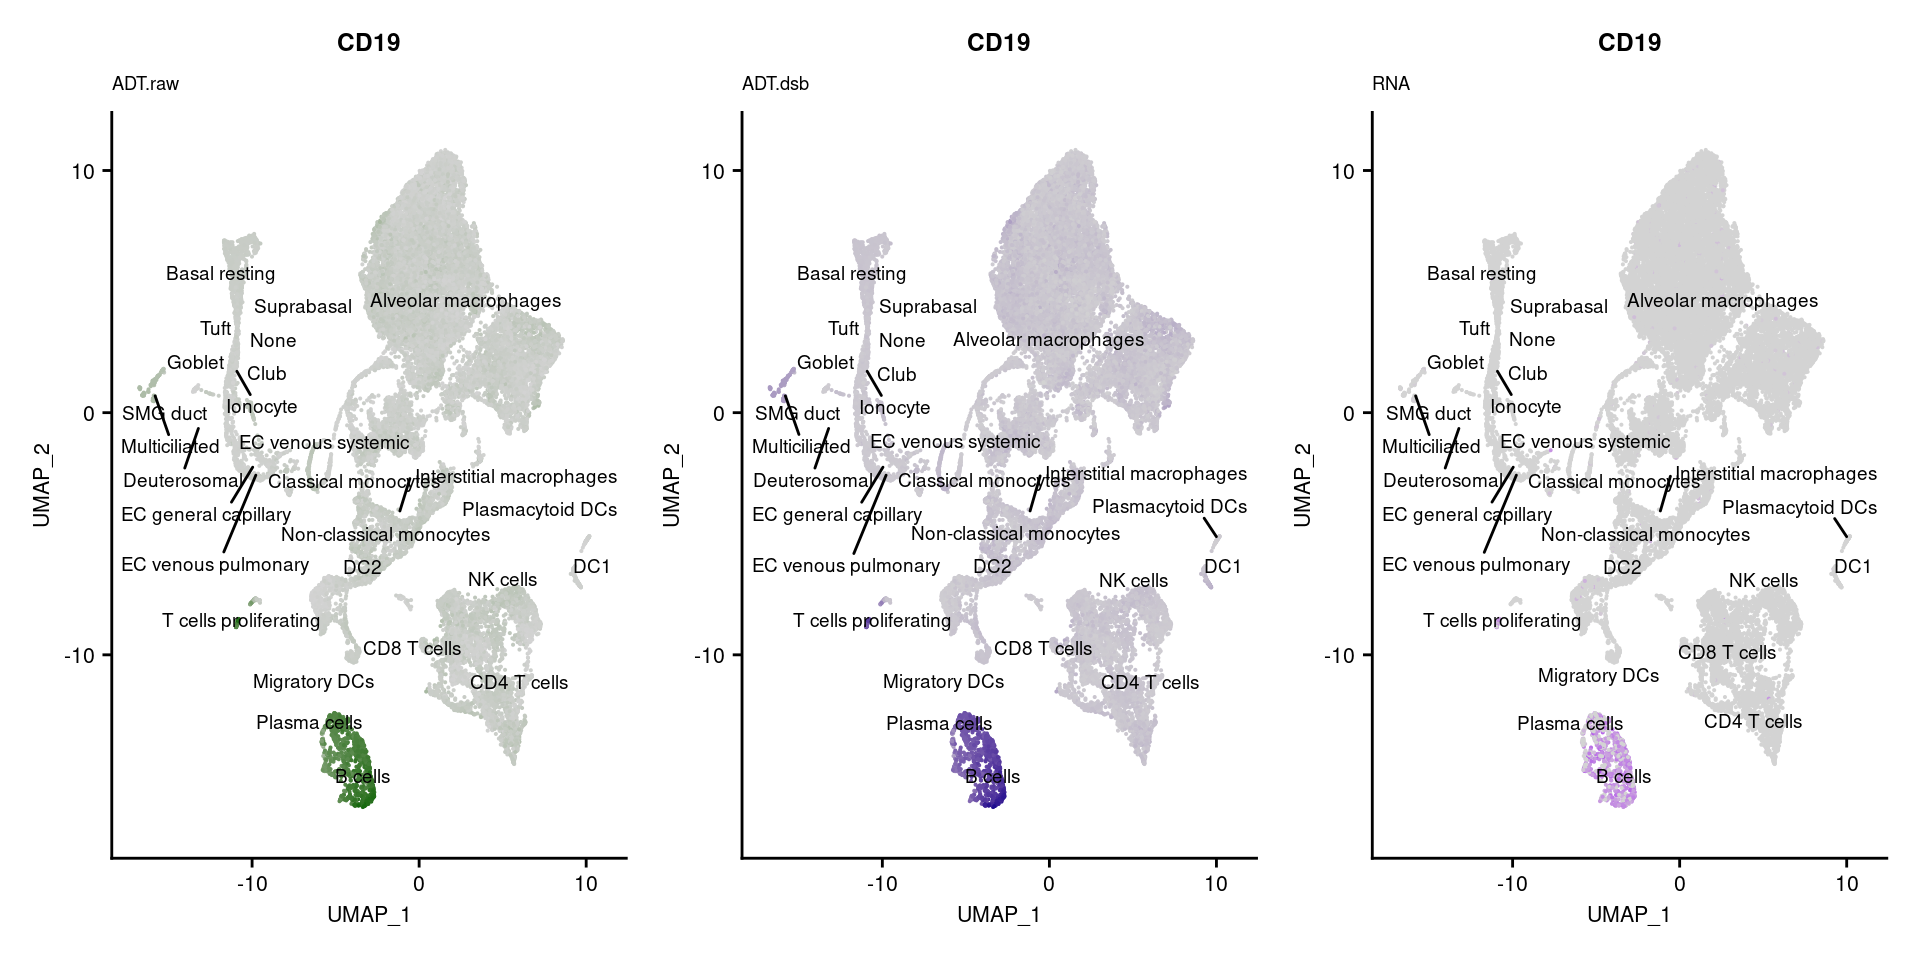 CD19
ADT.raw
10
0
-10
UMAP_2
Basal resting
Suprabasal
Alveolar macrophages
Tuft
None
Goblet
Club
SMG duct
Ionocyte
Multiciliated
EC venous systemic
Deuterosomal
Classical monocytes
Interstitial macrophages
EC general capillary
Plasmacytoid DCs
Non-classical monocytes
EC venous pulmonary
DC2
NK cells
DC1
T cells proliferating
CD8 T cells
Migratory DCs
CD4 T cells
Plasma cells
B cells
-10
0
10
UMAP_1
CD19
ADT.dsb
10
0
-10
UMAP_2
Basal resting
Suprabasal
Tuft
None
Alveolar macrophages
Goblet
Club
SMG duct
Ionocyte
Multiciliated
EC venous systemic
Deuterosomal
Classical monocytes
Interstitial macrophages
EC general capillary
Plasmacytoid DCs
Non-classical monocytes
EC venous pulmonary
DC2
DC1
NK cells
T cells proliferating
CD8 T cells
Migratory DCs
CD4 T cells
Plasma cells
B cells
-10
0
10
UMAP_1
CD19
RNA
10
0
-10
UMAP_2
Basal resting
Suprabasal
Alveolar macrophages
Tuft
None
Goblet
Club
SMG duct
Ionocyte
Multiciliated
EC venous systemic
Deuterosomal
Classical monocytes
Interstitial macrophages
EC general capillary
Plasmacytoid DCs
Non-classical monocytes
EC venous pulmonary
DC2
DC1
NK cells
T cells proliferating
CD8 T cells
Migratory DCs
Plasma cells
CD4 T cells
B cells
-10
0
10
UMAP_1